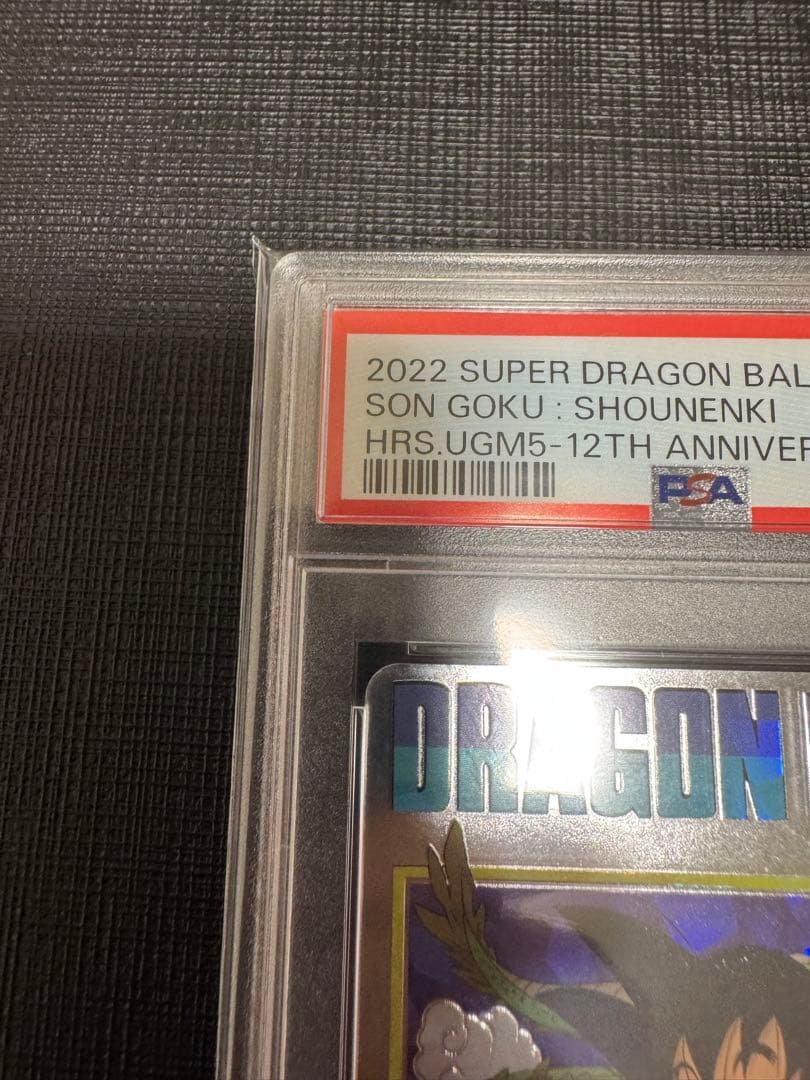 2022 SUPER DRAGON BAL
SON GOKU : SHOUNENKI
HRS.UGM5-12TH ANNIVER
PSA
DRAGON